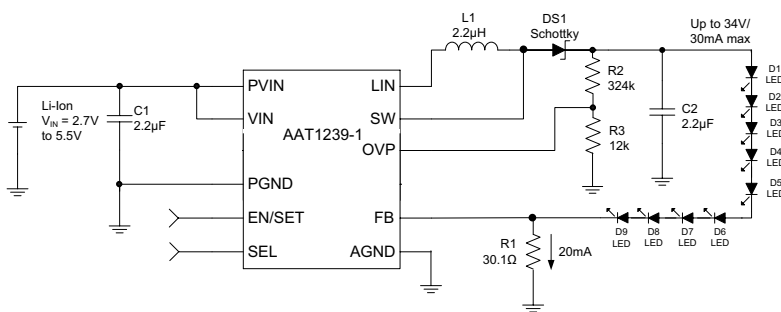 L1
2.2µH
DS1
Schottky
Up to 34V/
30mA max
Li-Ion
V_IN = 2.7V
to 5.5V
C1
2.2µF
PVIN
VIN
PGND
EN/SET
SEL
AAT1239-1
LIN
SW
OVP
FB
AGND
R2
324k
R3
12k
C2
2.2µF
D1
LED
D2
LED
D3
LED
D4
LED
D5
LED
D9
LED
D8
LED
D7
LED
D6
LED
R1
30.1Ω
20mA